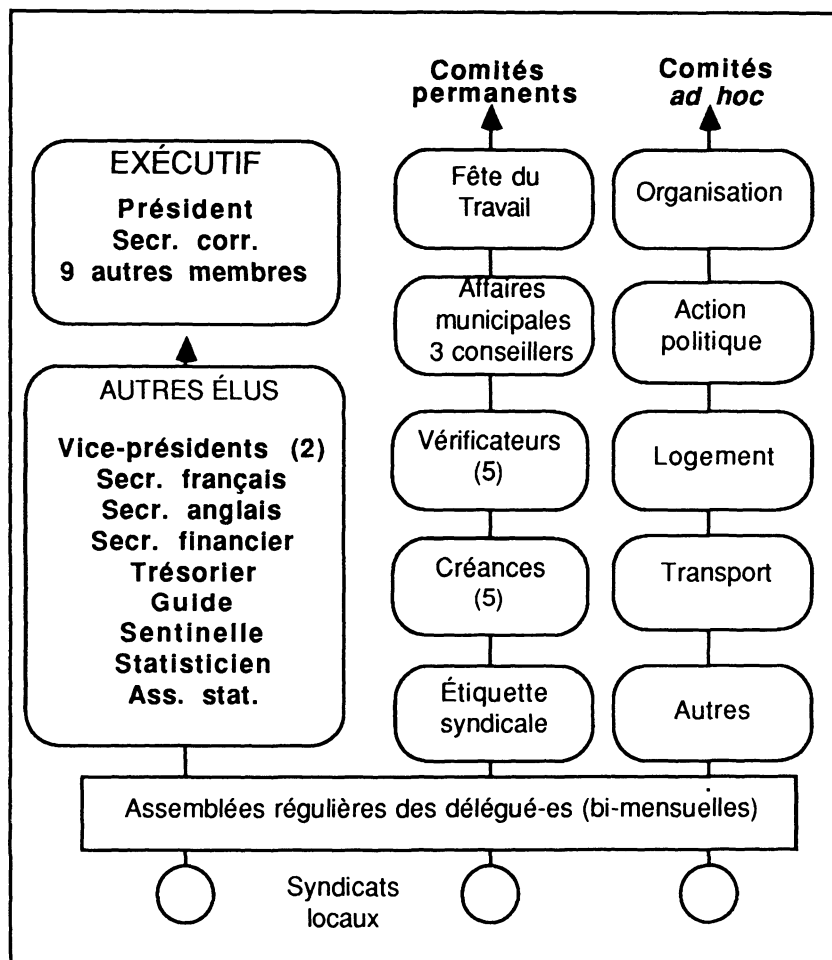 Comités
permanents
Comités
ad hoc
EXÉCUTIF
Président
Secr. corr.
9 autres membres
AUTRES ÉLUS
Vice-présidents (2)
Secr. français
Secr. anglais
Secr. financier
Trésorier
Guide
Sentinelle
Statisticien
Ass. stat.
Fête du
Travail
Affaires
municipales
3 conseillers
Vérificateurs
(5)
Créances
(5)
Étiquette
syndicale
Organisation
Action
politique
Logement
Transport
Autres
Assemblées régulières des délégué-es (bi-mensuelles)
Syndicats
locaux